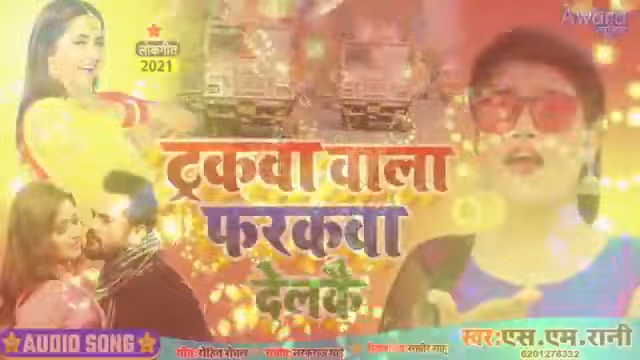 Awara
म्यूजिक
लोकगीत
2021
ट्रकवा वाला
फरकवा
देलकै
AUDIO SONG
स्वर:एस.एम.रानी
6201276332